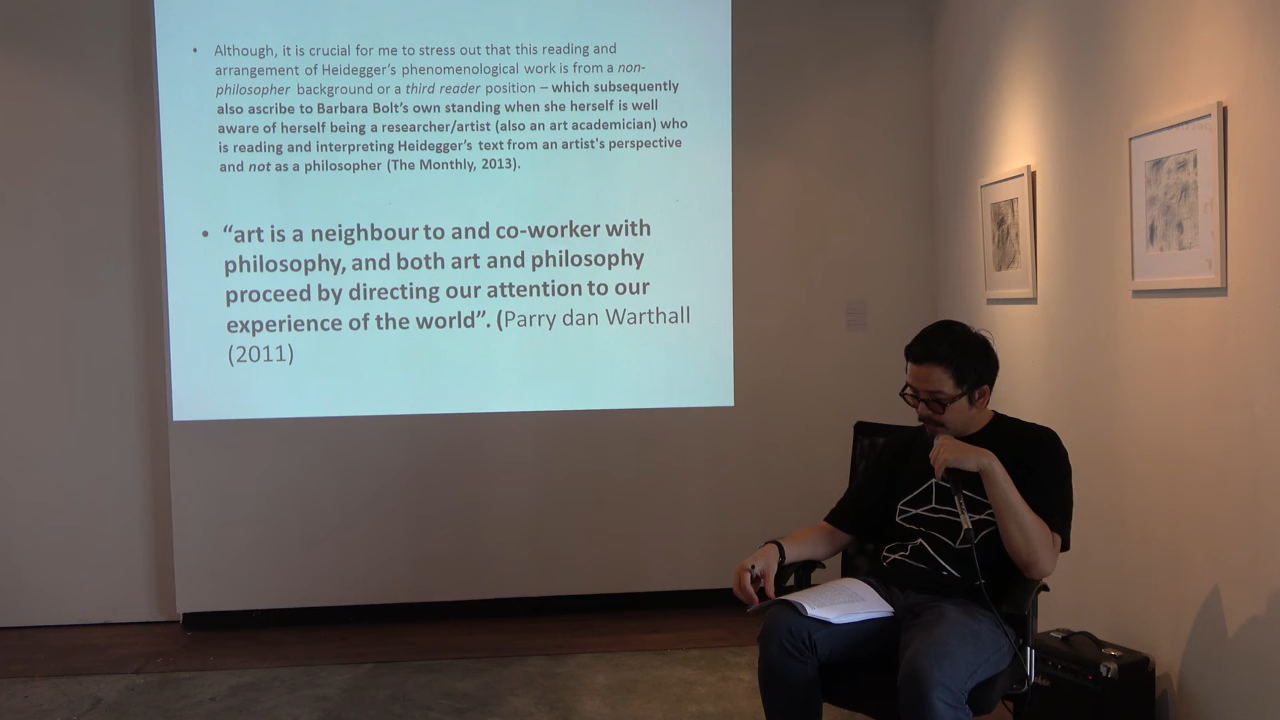 • Although, it is crucial for me to stress out that this reading and
arrangement of Heidegger's phenomenological work is from a non-
philosopher background or a third reader position – which subsequently
also ascribe to Barbara Bolt's own standing when she herself is well
aware of herself being a researcher/artist (also an art academician) who
is reading and interpreting Heidegger's text from an artist's perspective
and not as a philosopher (The Monthly, 2013).
• “art is a neighbour to and co-worker with
philosophy, and both art and philosophy
proceed by directing our attention to our
experience of the world”. (Parry dan Warthall
(2011)